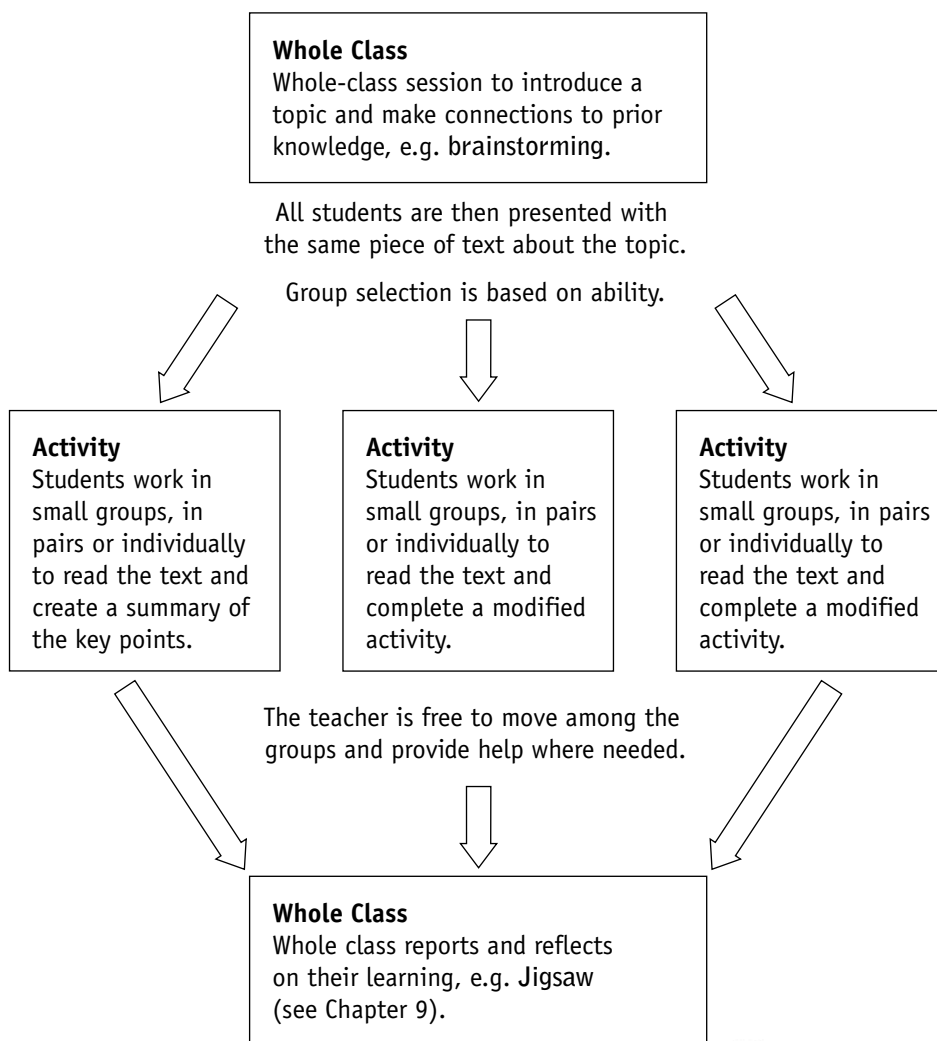 Whole Class
Whole-class session to introduce a
topic and make connections to prior
knowledge, e.g. brainstorming.
All students are then presented with
the same piece of text about the topic.
Group selection is based on ability.
Activity
Students work in
small groups, in
pairs or individually
to read the text and
create a summary of
the key points.
Activity
Students work in
small groups, in pairs
or individually to
read the text and
complete a modified
activity.
Activity
Students work in
small groups, in pairs
or individually to
read the text and
complete a modified
activity.
The teacher is free to move among the
groups and provide help where needed.
Whole Class
Whole class reports and reflects
on their learning, e.g. Jigsaw
(see Chapter 9).